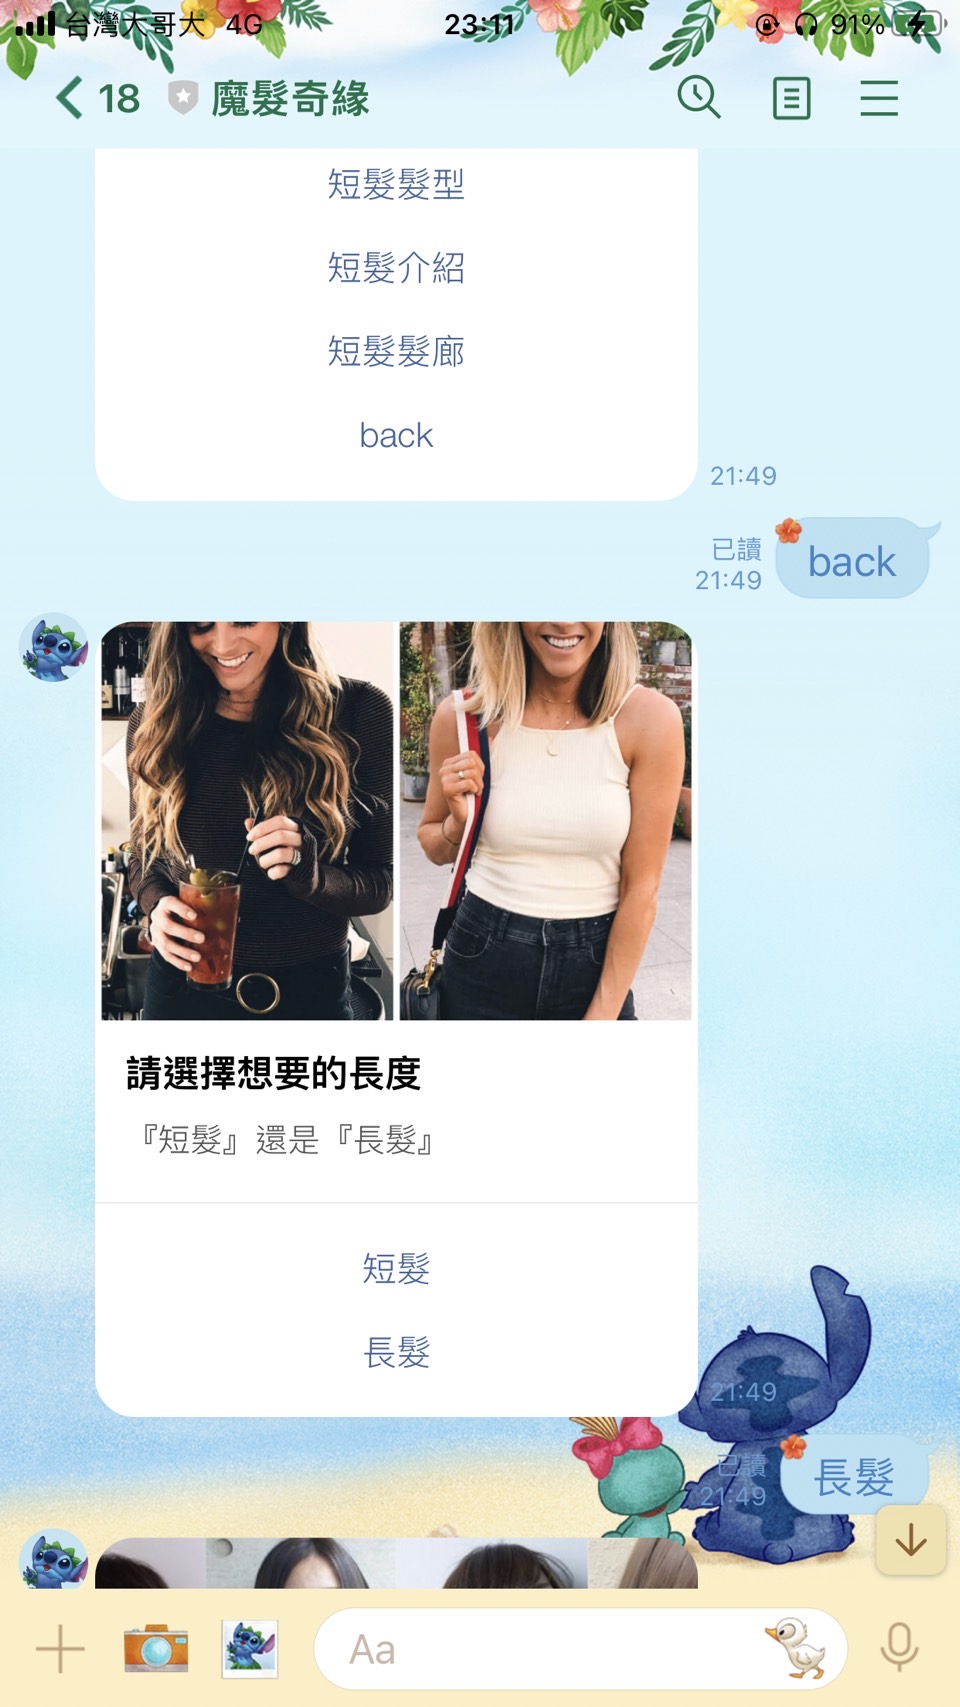 台灣大哥大 4G 23:11 91%
18 魔髮奇緣
短髮髮型
短髮介紹
短髮髮廊
back
21:49
已讀
21:49
back
請選擇想要的長度
『短髮』還是『長髮』
短髮
長髮
21:49
已讀
21:49
長髮
Aa